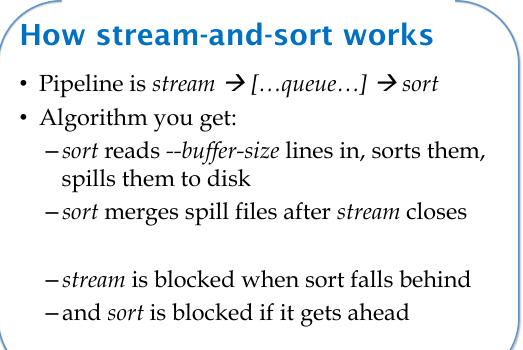 How stream-and-sort works
• Pipeline is stream → […queue…] → sort
• Algorithm you get:
–sort reads --buffer-size lines in, sorts them,
spills them to disk
–sort merges spill files after stream closes
–stream is blocked when sort falls behind
–and sort is blocked if it gets ahead